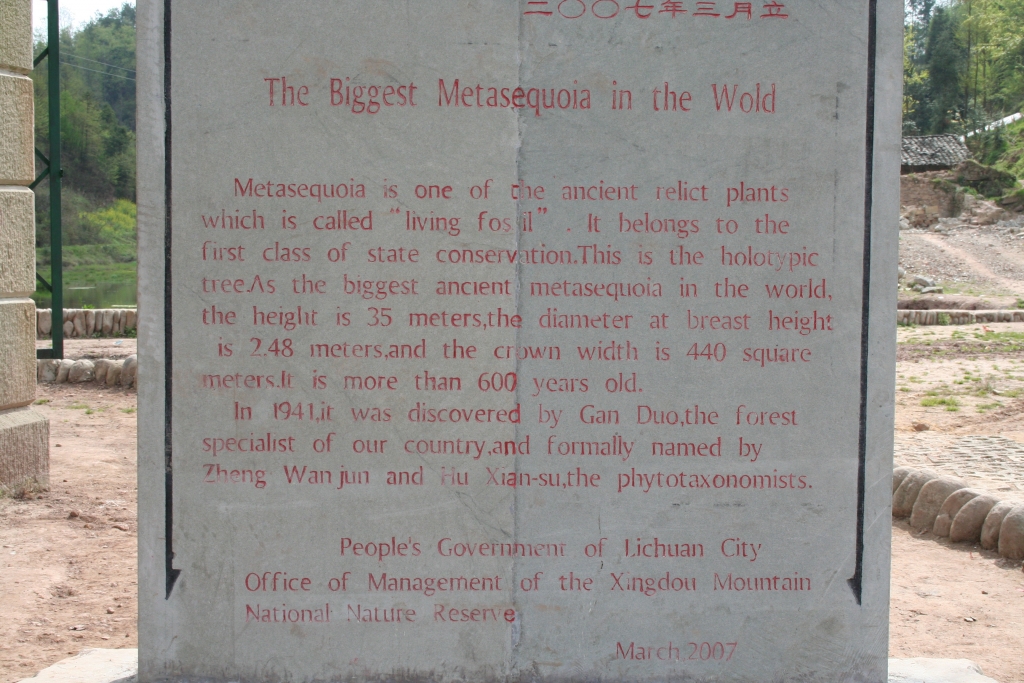 二〇〇七年三月立
The Biggest Metasequoia in the Wold
Metasequoia is one of the ancient relict plants
which is called “living fossil” . It belongs to the
first class of state conservation.This is the holotypic
tree.As the biggest ancient metasequoia in the world,
the height is 35 meters,the diameter at breast height
is 2.48 meters,and the crown width is 440 square
meters.It is more than 600 years old.
In 1941,it was discovered by Gan Duo,the forest
specialist of our country,and formally named by
Zheng Wan jun and Hu Xian-su,the phytotaxonomists.
People's Government of Lichuan City
Office of Management of the Xingdou Mountain
National Nature Reserve
March,2007